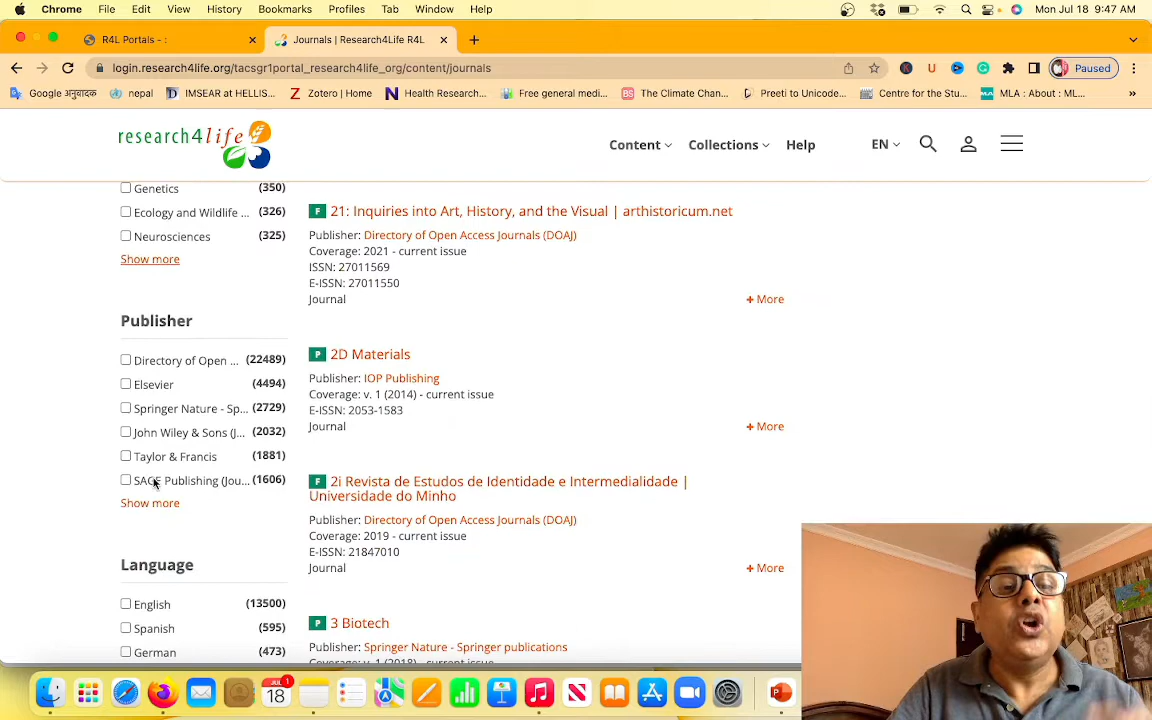 Chrome File Edit View History Bookmarks Profiles Tab Window Help Mon Jul 18 9:47 AM
R4L Portals - : Journals | Research4Life R4L
login.research4life.org/tacsgr1portal_research4life_org/content/journals Paused
Google अनुवादक nepal IMSEAR at HELLIS... Zotero | Home Health Research... Free general medi... The Climate Chan... Preeti to Unicode... Centre for the Stu... MLA : About : ML...
research4life
Content Collections Help EN
Genetics (350)
Ecology and Wildlife ... (326)
Neurosciences (325)
Show more
Publisher
Directory of Open ... (22489)
Elsevier (4494)
Springer Nature - Sp... (2729)
John Wiley & Sons (J... (2032)
Taylor & Francis (1881)
SAGE Publishing (Jou... (1606)
Show more
Language
English (13500)
Spanish (595)
German (473)
F 21: Inquiries into Art, History, and the Visual | arthistoricum.net
Publisher: Directory of Open Access Journals (DOAJ)
Coverage: 2021 - current issue
ISSN: 27011569
E-ISSN: 27011550
Journal + More
P 2D Materials
Publisher: IOP Publishing
Coverage: v. 1 (2014) - current issue
E-ISSN: 2053-1583
Journal + More
F 2i Revista de Estudos de Identidade e Intermedialidade |
Universidade do Minho
Publisher: Directory of Open Access Journals (DOAJ)
Coverage: 2019 - current issue
E-ISSN: 21847010
Journal + More
P 3 Biotech
Publisher: Springer Nature - Springer publications
Coverage: v. 1 (2018) - current issue
JUL
18
1